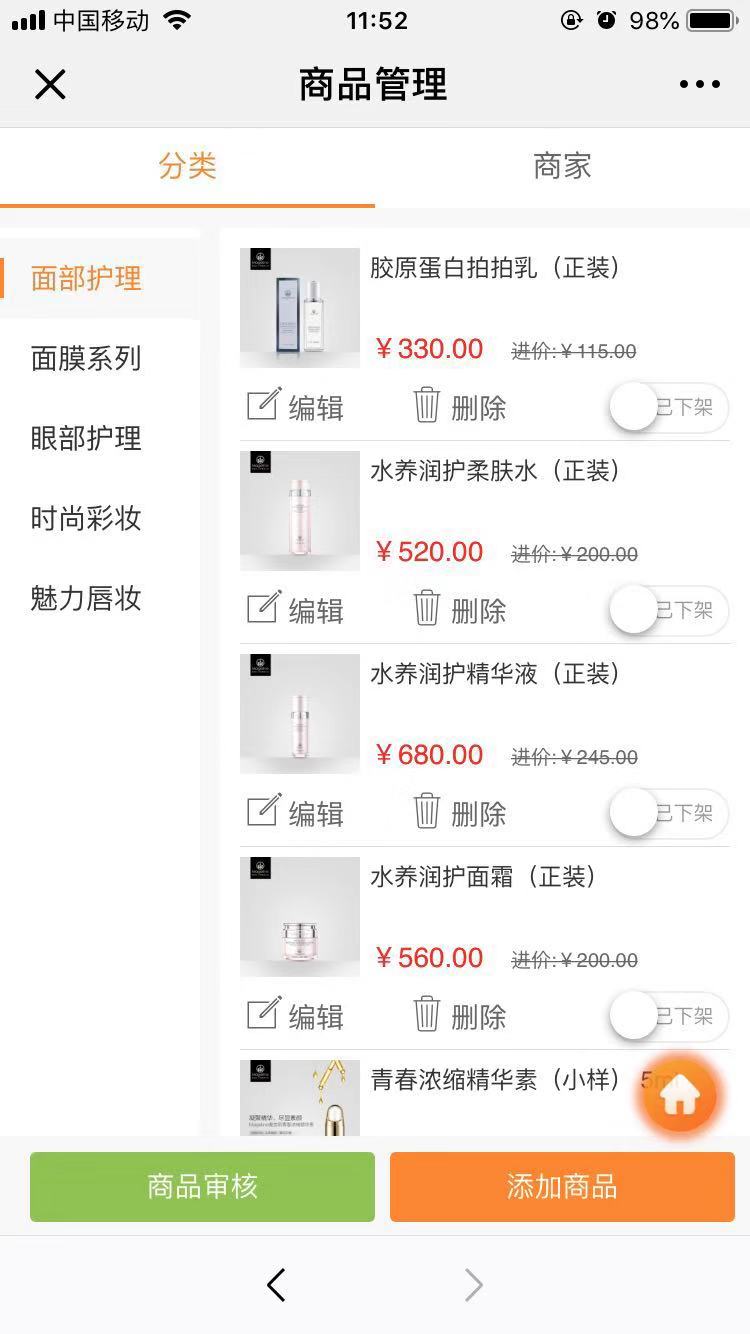 中国移动
11:52
98%
商品管理
分类
商家
面部护理
面膜系列
眼部护理
时尚彩妆
魅力唇妆
胶原蛋白拍拍乳（正装）
￥330.00 进价:￥115.00
编辑 删除 已下架
水养润护柔肤水（正装）
￥520.00 进价:￥200.00
编辑 删除 已下架
水养润护精华液（正装）
￥680.00 进价:￥245.00
编辑 删除 已下架
水养润护面霜（正装）
￥560.00 进价:￥200.00
编辑 删除 已下架
青春浓缩精华素（小样） 5ml
商品审核
添加商品